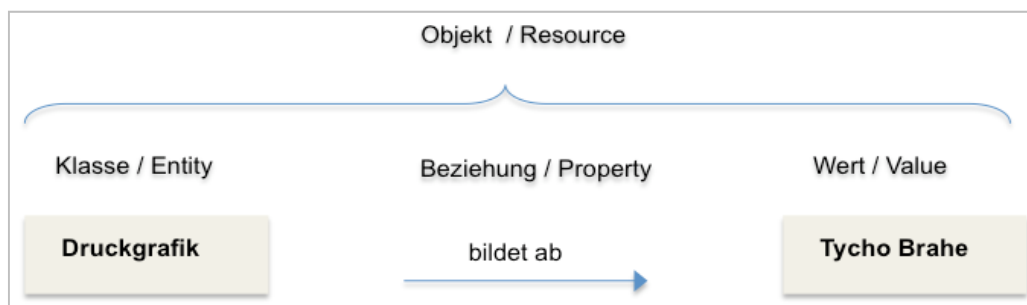 Objekt / Resource
Klasse / Entity
Beziehung / Property
Wert / Value
Druckgrafik
bildet ab
Tycho Brahe